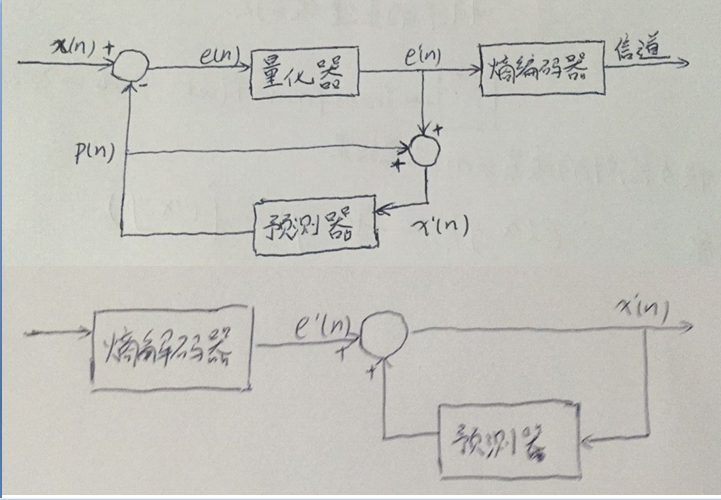 x(n) + e(n) 量化器 e'(n) 熵编码器 信道
-
p(n) + +
预测器 x'(n)
熵解码器 e'(n) + x'(n)
+
预测器